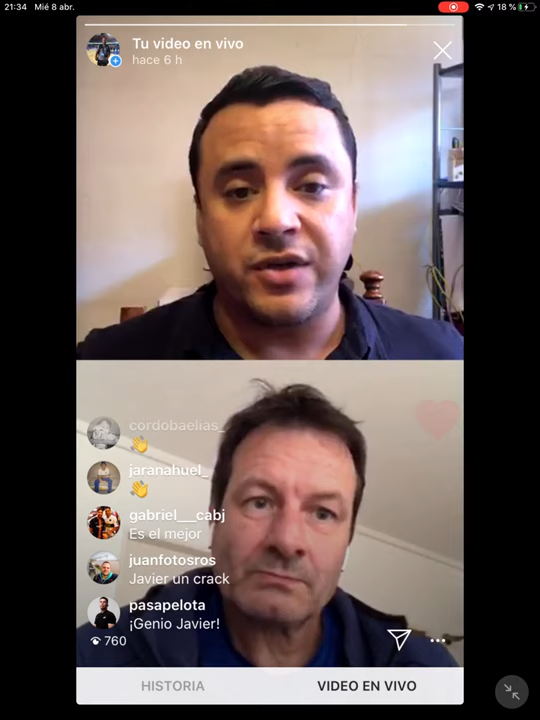 21:34 Mié 8 abr. 18 %
Tu video en vivo
hace 6 h
cordobaelias_
jaranahuel_
gabriel___cabj
Es el mejor
juanfotosros
Javier un crack
pasapelota
¡Genio Javier!
760
HISTORIA VIDEO EN VIVO